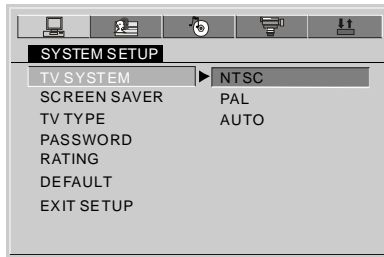 SYSTEM SETUP
TV SYSTEM NTSC
SCREEN SAVER PAL
TV TYPE AUTO
PASSWORD
RATING
DEFAULT
EXIT SETUP